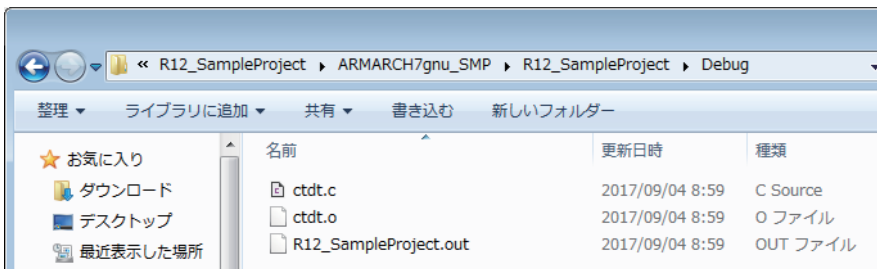 « R12_SampleProject ▸ ARMARCH7gnu_SMP ▸ R12_SampleProject ▸ Debug
整理 ▼ ライブラリに追加 ▼ 共有 ▼ 書き込む 新しいフォルダー
お気に入り
ダウンロード
デスクトップ
最近表示した場所
名前 更新日時 種類
ctdt.c 2017/09/04 8:59 C Source
ctdt.o 2017/09/04 8:59 O ファイル
R12_SampleProject.out 2017/09/04 8:59 OUT ファイル